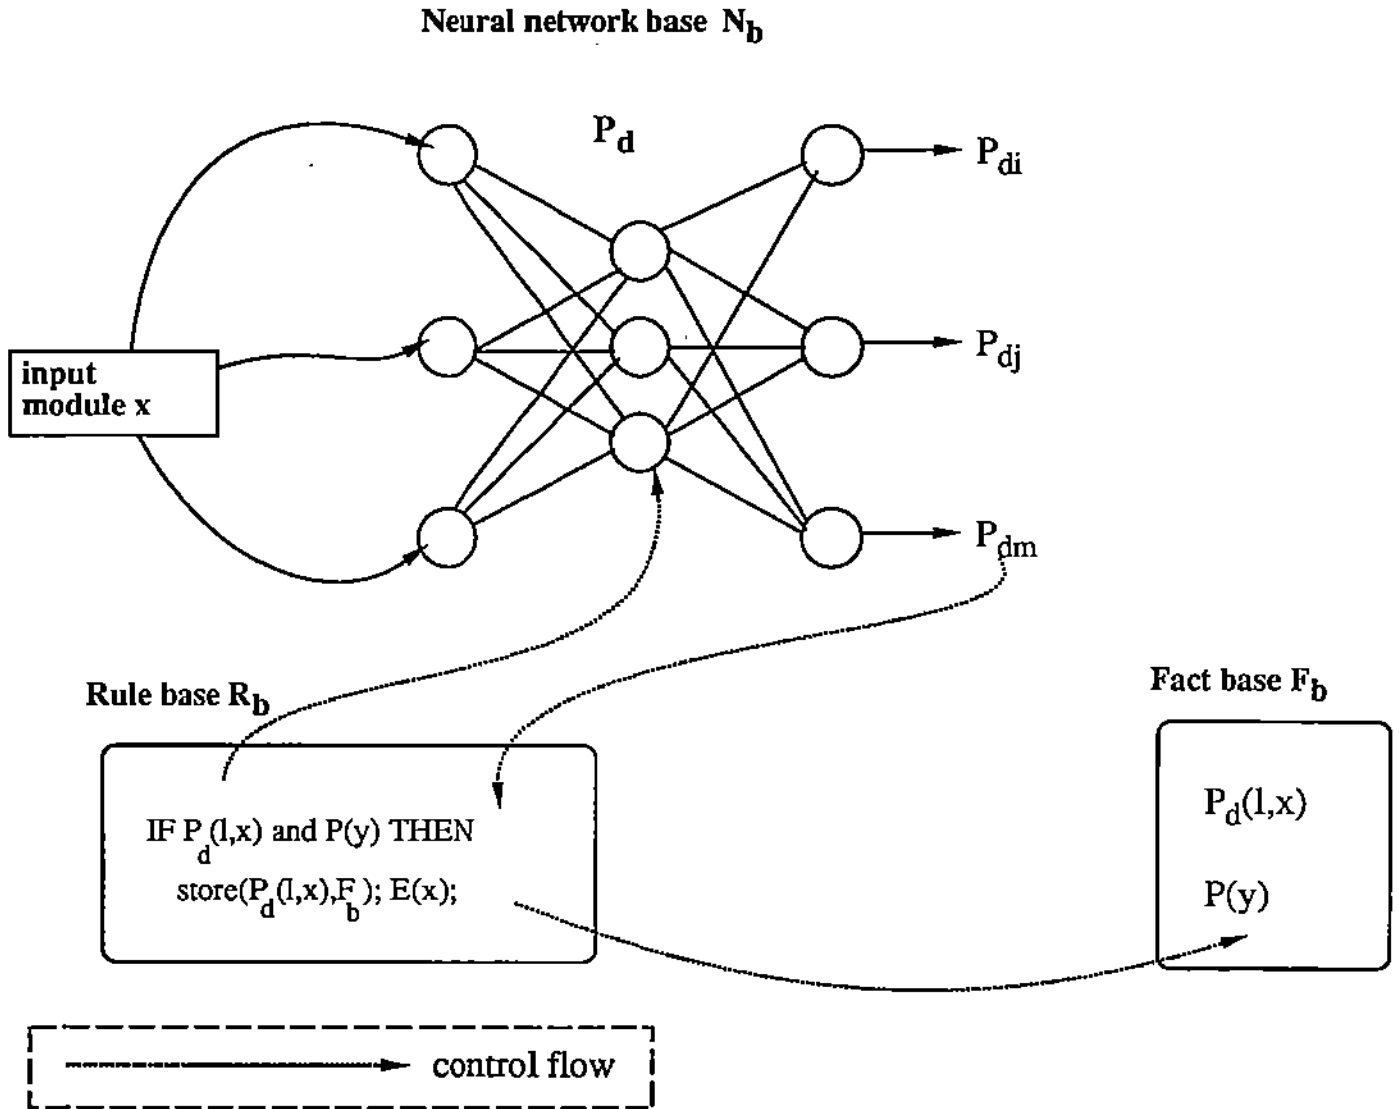 Neural network base N_b
P_d
P_di
input
module x
P_dj
P_dm
Rule base R_b
Fact base F_b
IF P_d(l,x) and P(y) THEN
store(P_d(l,x),F_b); E(x);
P_d(l,x)
P(y)
control flow